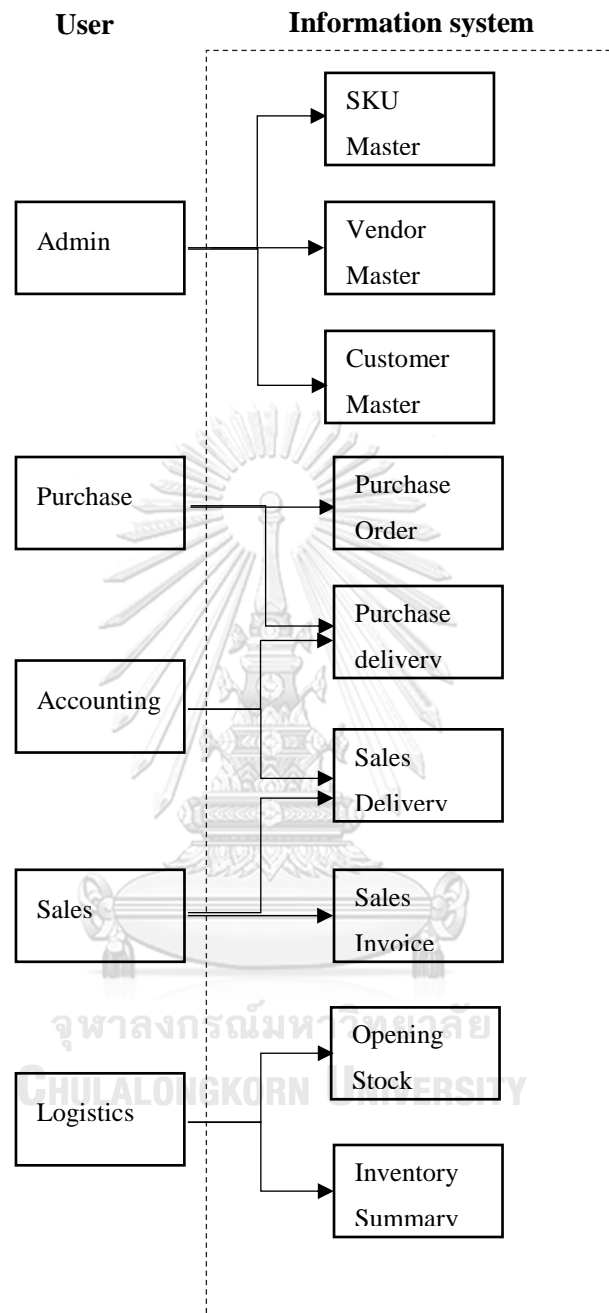 User Information system
SKU
Master
Admin
Vendor
Master
Customer
Master
Purchase
Purchase
Order
Purchase
delivery
Accounting
Sales
Delivery
Sales
Sales
Invoice
จุฬาลงกรณ์มหาวิทยาลัย
CHULALONGKORN UNIVERSITY
Opening
Stock
Logistics
Inventory
Summary